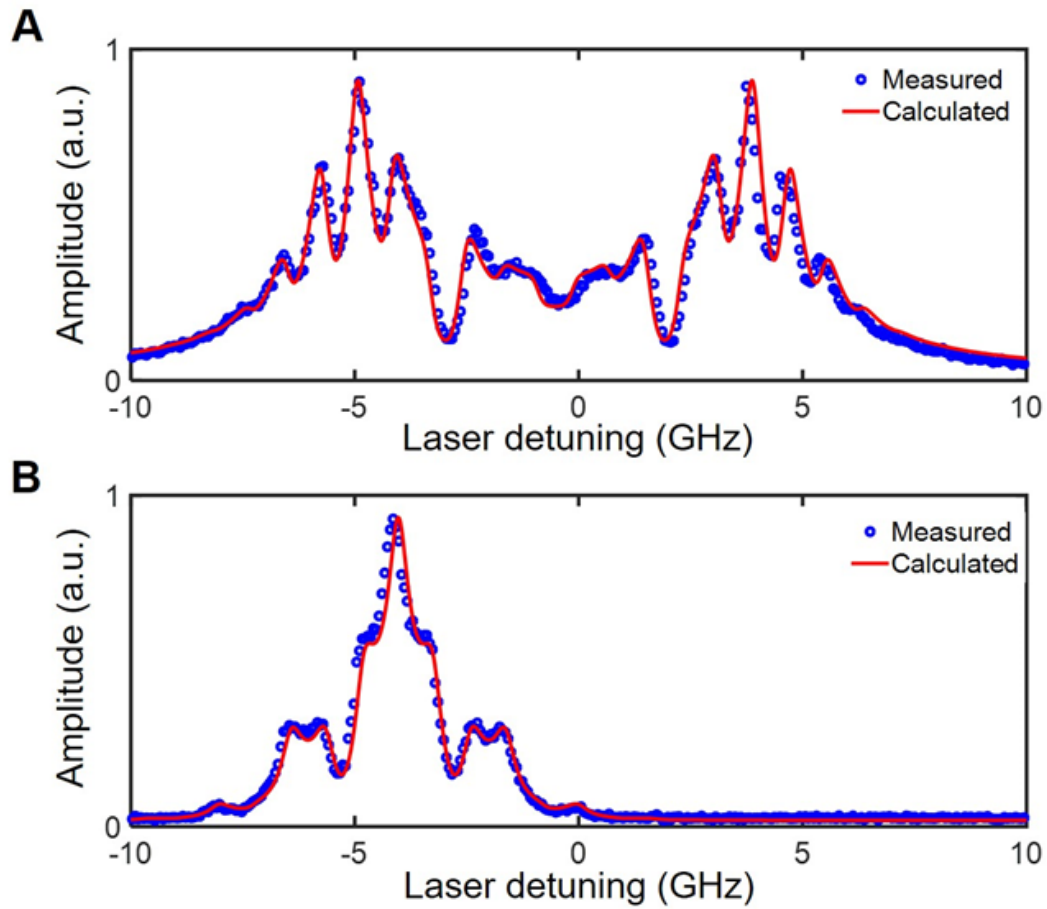 A
1
Measured
Calculated
Amplitude (a.u.)
0
-10 -5 0 5 10
Laser detuning (GHz)
B
1
Measured
Calculated
Amplitude (a.u.)
0
-10 -5 0 5 10
Laser detuning (GHz)